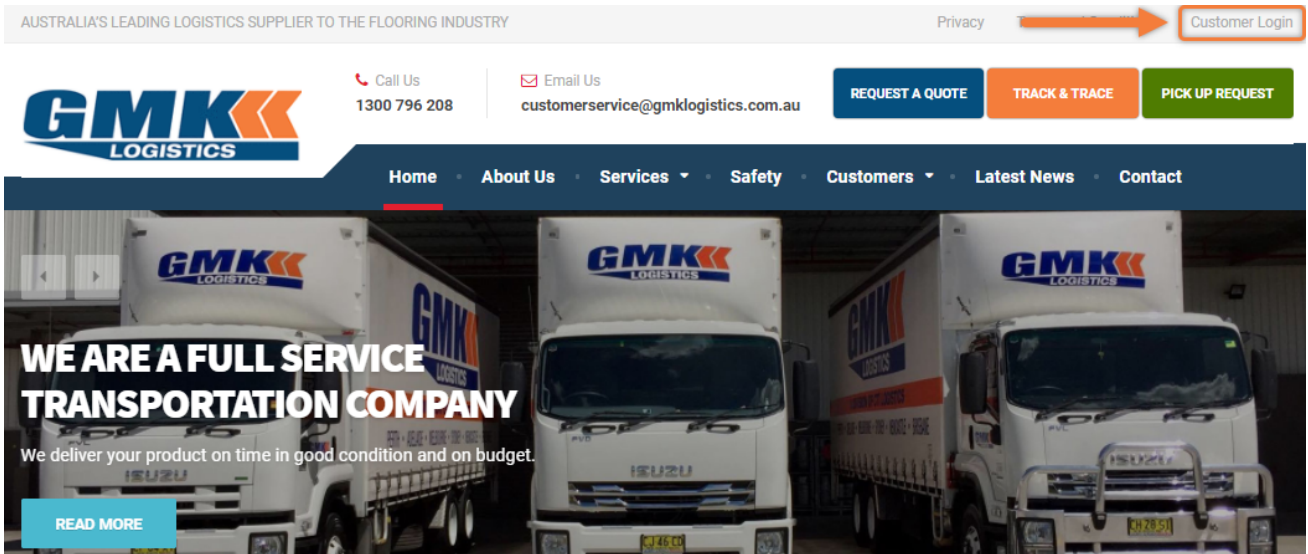 AUSTRALIA'S LEADING LOGISTICS SUPPLIER TO THE FLOORING INDUSTRY
Privacy
Customer Login
Call Us
1300 796 208
Email Us
customerservice@gmklogistics.com.au
REQUEST A QUOTE
TRACK & TRACE
PICK UP REQUEST
GMK
LOGISTICS
Home
About Us
Services
Safety
Customers
Latest News
Contact
GMK
LOGISTICS
GMK
LOGISTICS
GMK
LOGISTICS
GMK
LOGISTICS
GMK
LOGISTICS
WE ARE A FULL SERVICE
TRANSPORTATION COMPANY
We deliver your product on time in good condition and on budget.
ISUZU
ISUZU
ISUZU
READ MORE